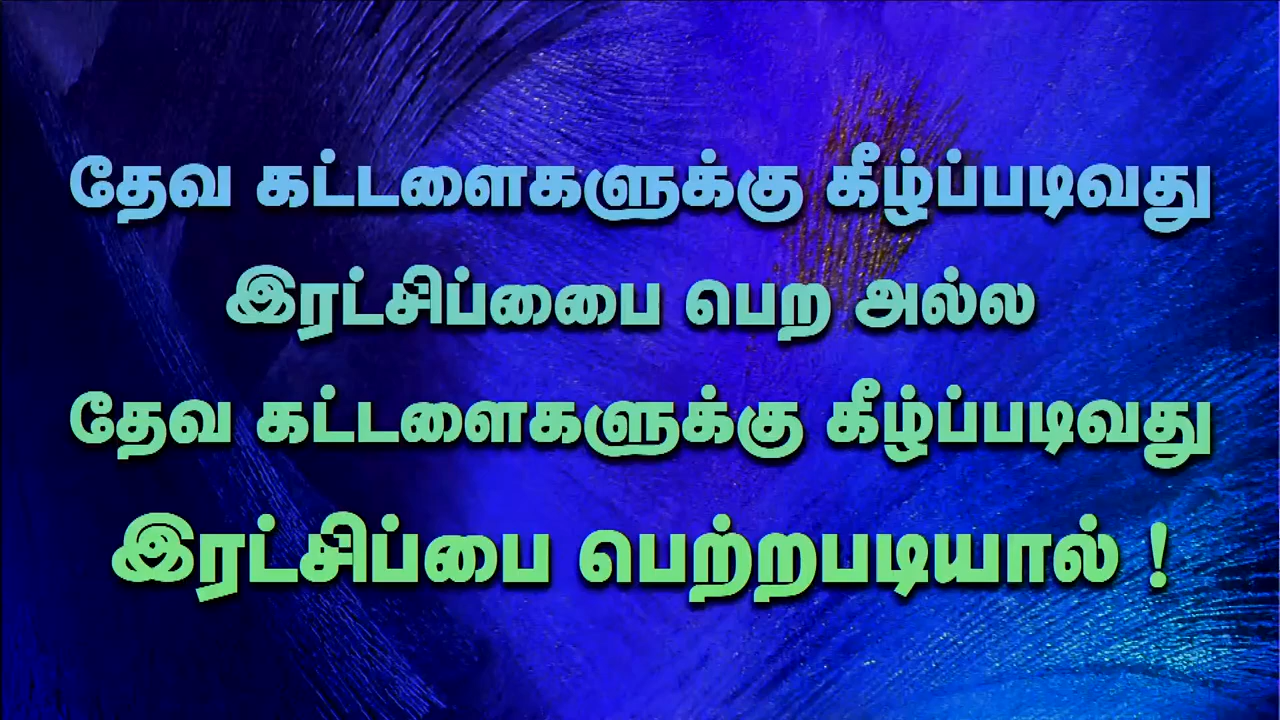 தேவ கட்டளைகளுக்கு கீழ்ப்படிவது
இரட்சிப்பைை பெற அல்ல
தேவ கட்டளைகளுக்கு கீழ்ப்படிவது
இரட்சிப்பை பெற்றபடியால் !